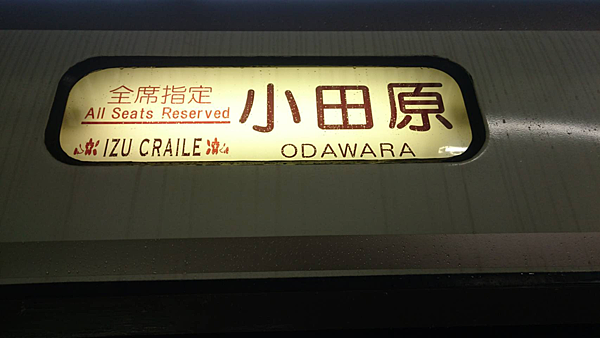 全席指定
All Seats Reserved
IZU CRAILE
小田原
ODAWARA